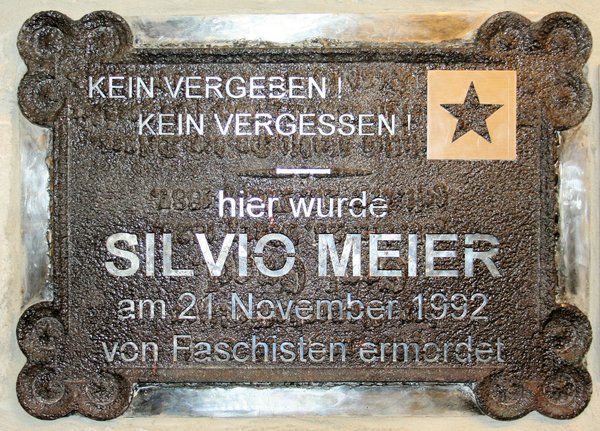 KEIN VERGEBEN !
KEIN VERGESSEN !
hier wurde
SILVIO MEIER
am 21 November 1992
von Faschisten ermordet